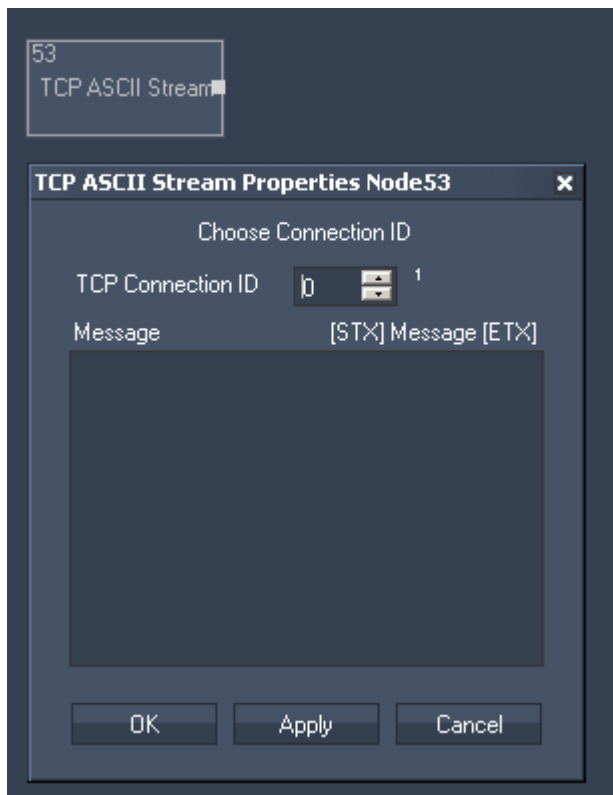 53
TCP ASCII Stream
TCP ASCII Stream Properties Node53
Choose Connection ID
TCP Connection ID 0 1
Message [STX] Message [ETX]
OK Apply Cancel